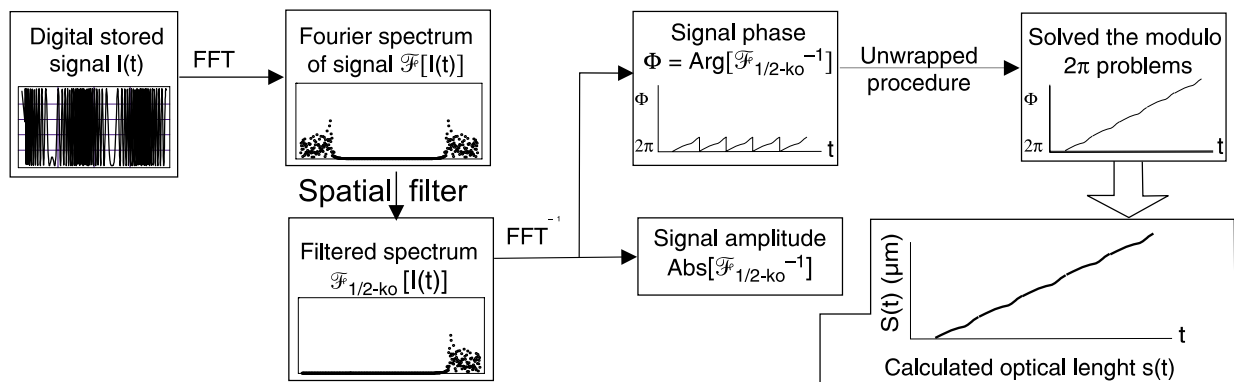 Digital stored
signal I(t)
FFT
Fourier spectrum
of signal ℱ[I(t)]
Spatial filter
Filtered spectrum
ℱ1/2-ko [I(t)]
FFT⁻¹
Signal phase
Φ = Arg[ℱ1/2-ko⁻¹]
Φ
2π
t
Signal amplitude
Abs[ℱ1/2-ko⁻¹]
Unwrapped
procedure
Solved the modulo
2π problems
Φ
2π
t
S(t) (μm)
t
Calculated optical lenght s(t)